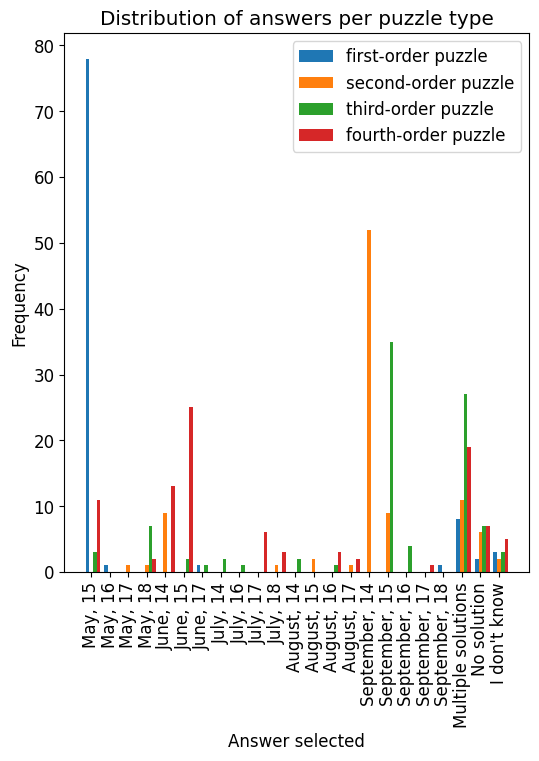 Distribution of answers per puzzle type
first-order puzzle
second-order puzzle
third-order puzzle
fourth-order puzzle
80
70
60
50
40
30
20
10
0
Frequency
May, 15
May, 16
May, 17
May, 18
June, 14
June, 15
June, 17
July, 14
July, 16
July, 17
July, 18
August, 14
August, 15
August, 16
August, 17
September, 14
September, 15
September, 16
September, 17
September, 18
Multiple solutions
No solution
I don't know
Answer selected